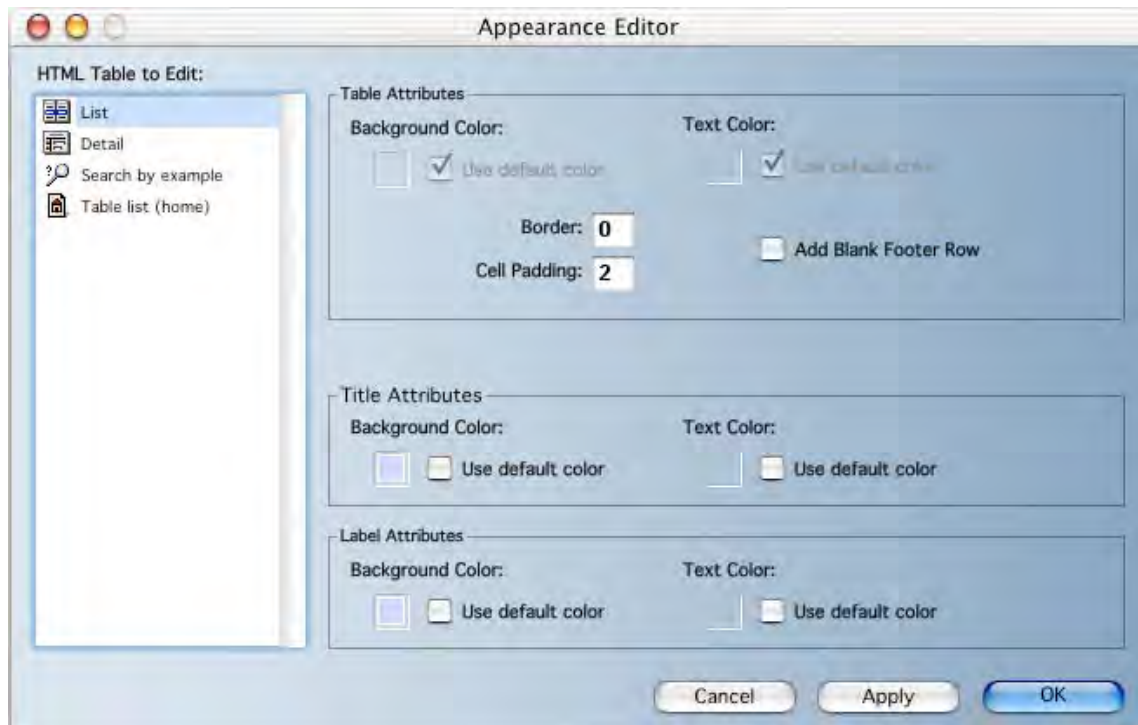 Appearance Editor
HTML Table to Edit:
List
Detail
Search by example
Table list (home)
Table Attributes
Background Color: Text Color:
Use default color Use default color
Border: 0
Add Blank Footer Row
Cell Padding: 2
Title Attributes
Background Color: Text Color:
Use default color Use default color
Label Attributes
Background Color: Text Color:
Use default color Use default color
Cancel Apply OK